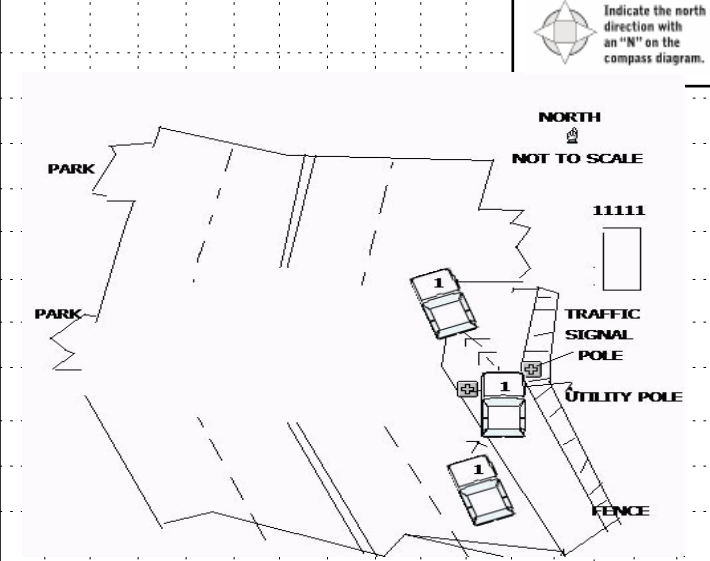 Indicate the north
direction with
an "N" on the
compass diagram.
NORTH
NOT TO SCALE
PARK
11111
1
PARK
TRAFFIC
SIGNAL
POLE
1
UTILITY POLE
1
FENCE